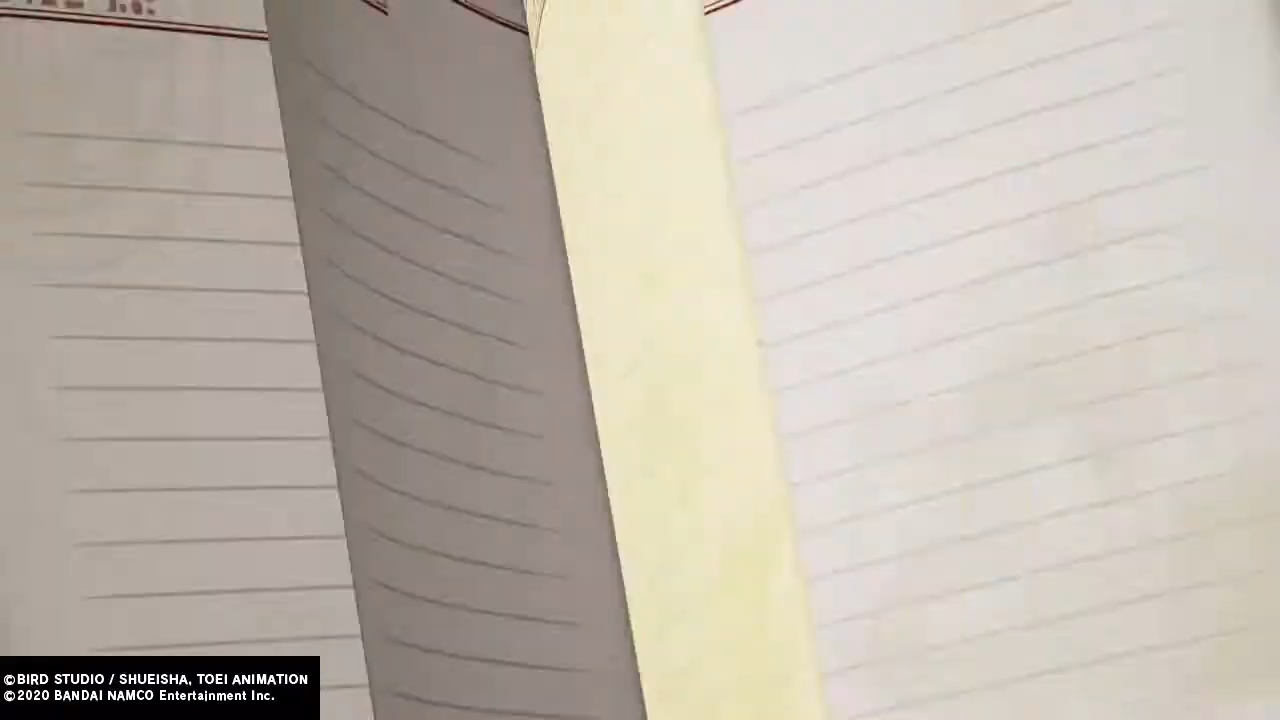 ©BIRD STUDIO / SHUEISHA, TOEI ANIMATION
©2020 BANDAI NAMCO Entertainment Inc.